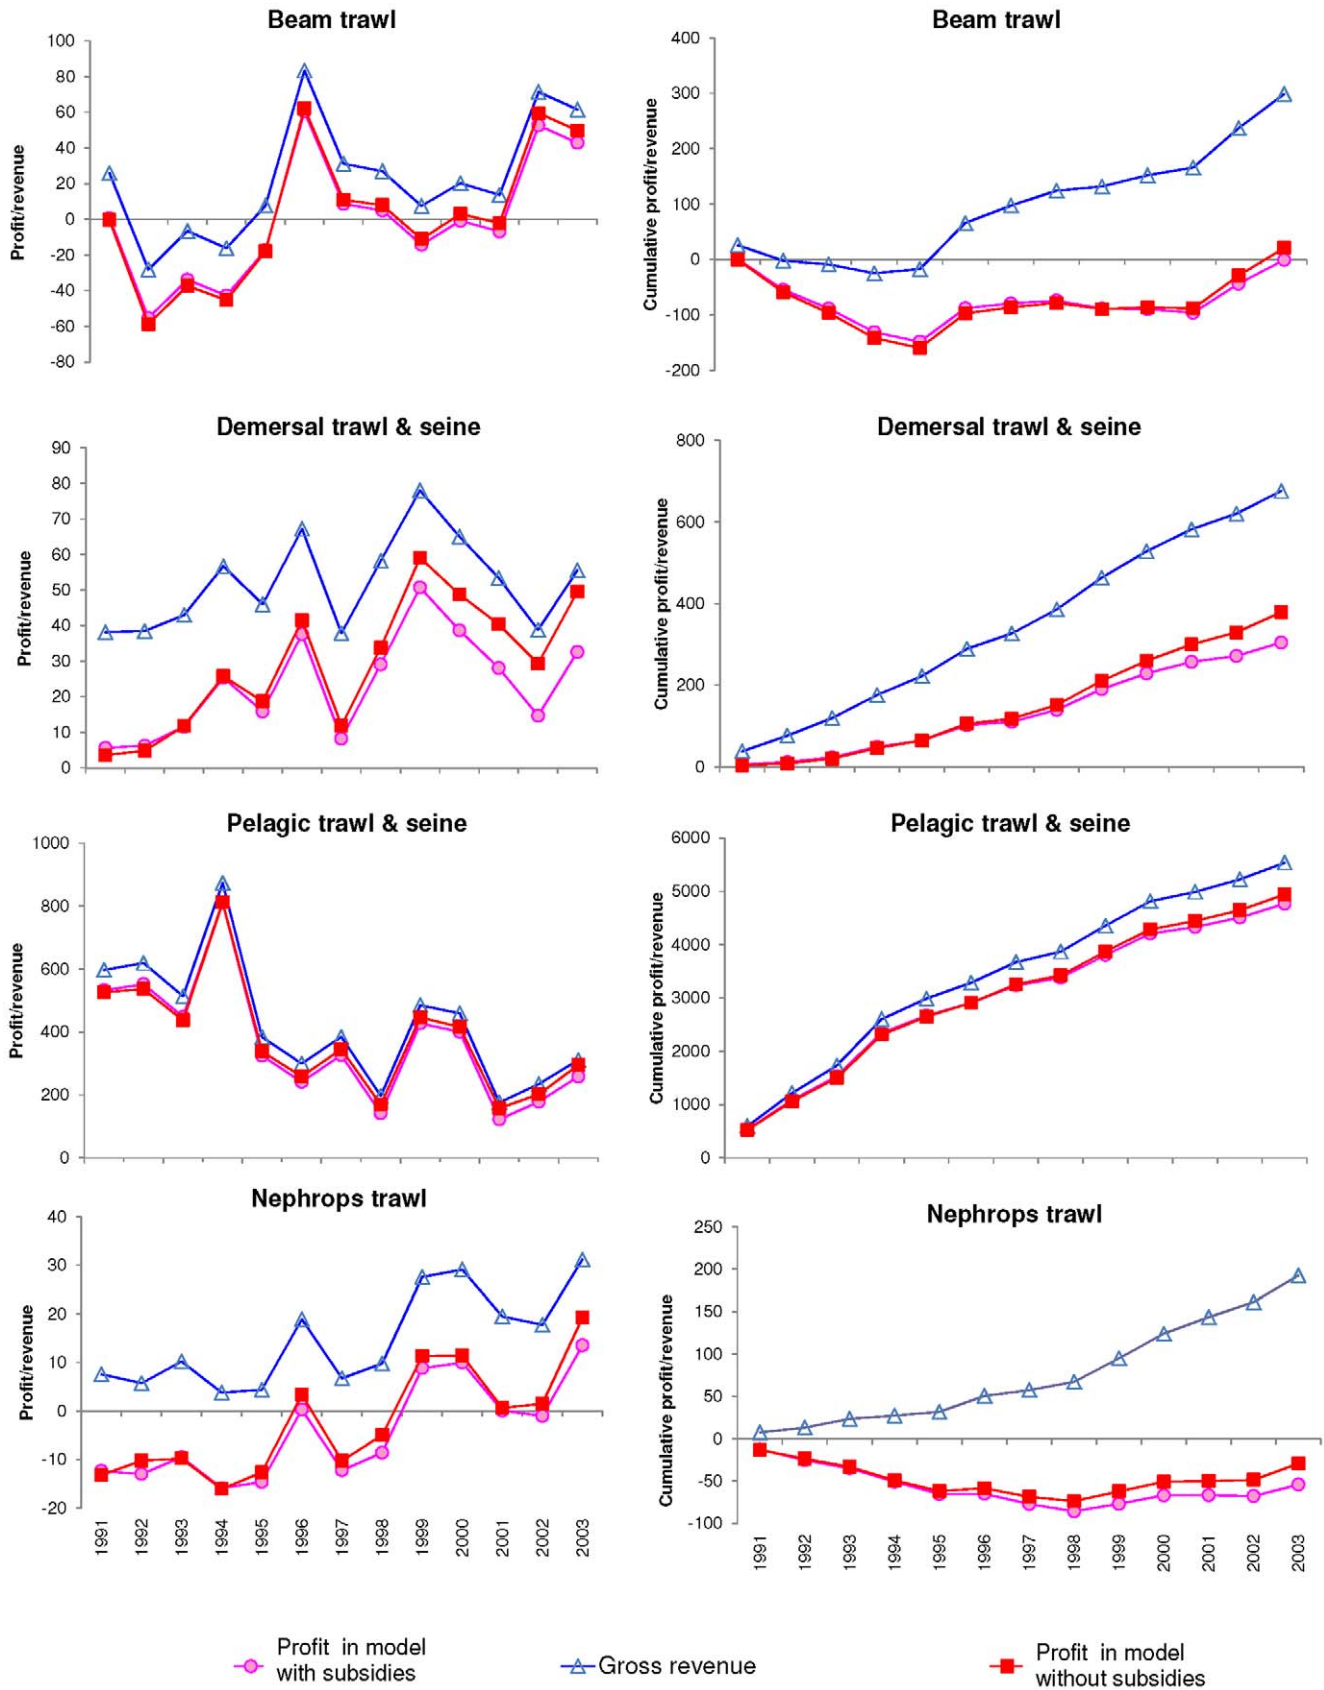 Beam trawl
Profit/revenue
100
80
60
40
20
0
-20
-40
-60
-80
Beam trawl
Cumulative profit/revenue
400
300
200
100
0
-100
-200
Demersal trawl & seine
Profit/revenue
90
80
70
60
50
40
30
20
10
0
Demersal trawl & seine
Cumulative profit/revenue
800
600
400
200
0
Pelagic trawl & seine
Profit/revenue
1000
800
600
400
200
0
Pelagic trawl & seine
Cumulative profit/revenue
6000
5000
4000
3000
2000
1000
0
Nephrops trawl
Profit/revenue
40
30
20
10
0
-10
-20
1991 1992 1993 1994 1995 1996 1997 1998 1999 2000 2001 2002 2003
Nephrops trawl
Cumulative profit/revenue
250
200
150
100
50
0
-50
-100
1991 1992 1993 1994 1995 1996 1997 1998 1999 2000 2001 2002 2003
Profit in model
with subsidies
Gross revenue
Profit in model
without subsidies